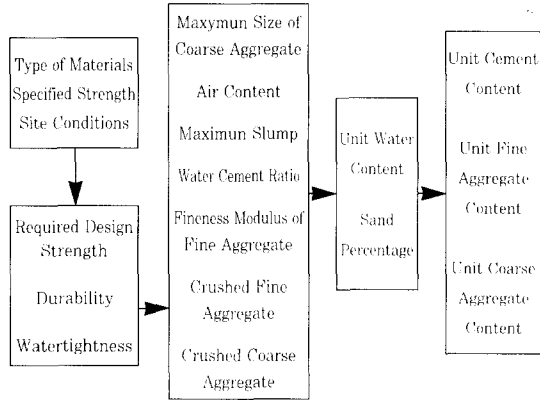 Type of Materials
Specified Strength
Site Conditions
Required Design
Strength
Durability
Watertightness
Maxymun Size of
Coarse Aggregate
Air Content
Maximun Slump
Water Cement Ratio
Fineness Modulus of
Fine Aggregate
Crushed Fine
Aggregate
Crushed Coarse
Aggregate
Unit Water
Content
Sand
Percentage
Unit Cement
Content
Unit Fine
Aggregate
Content
Unit Coarse
Aggregate
Content